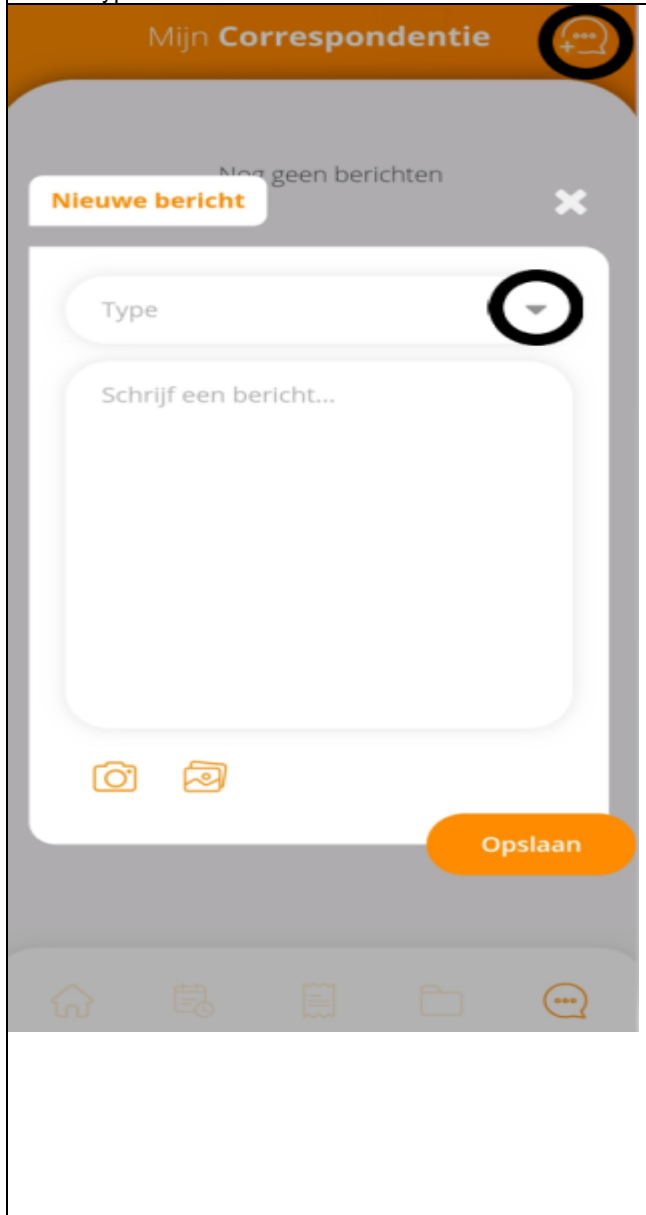 Mijn Correspondentie
Nog geen berichten
Nieuwe bericht
Type
Schrijf een bericht...
Opslaan